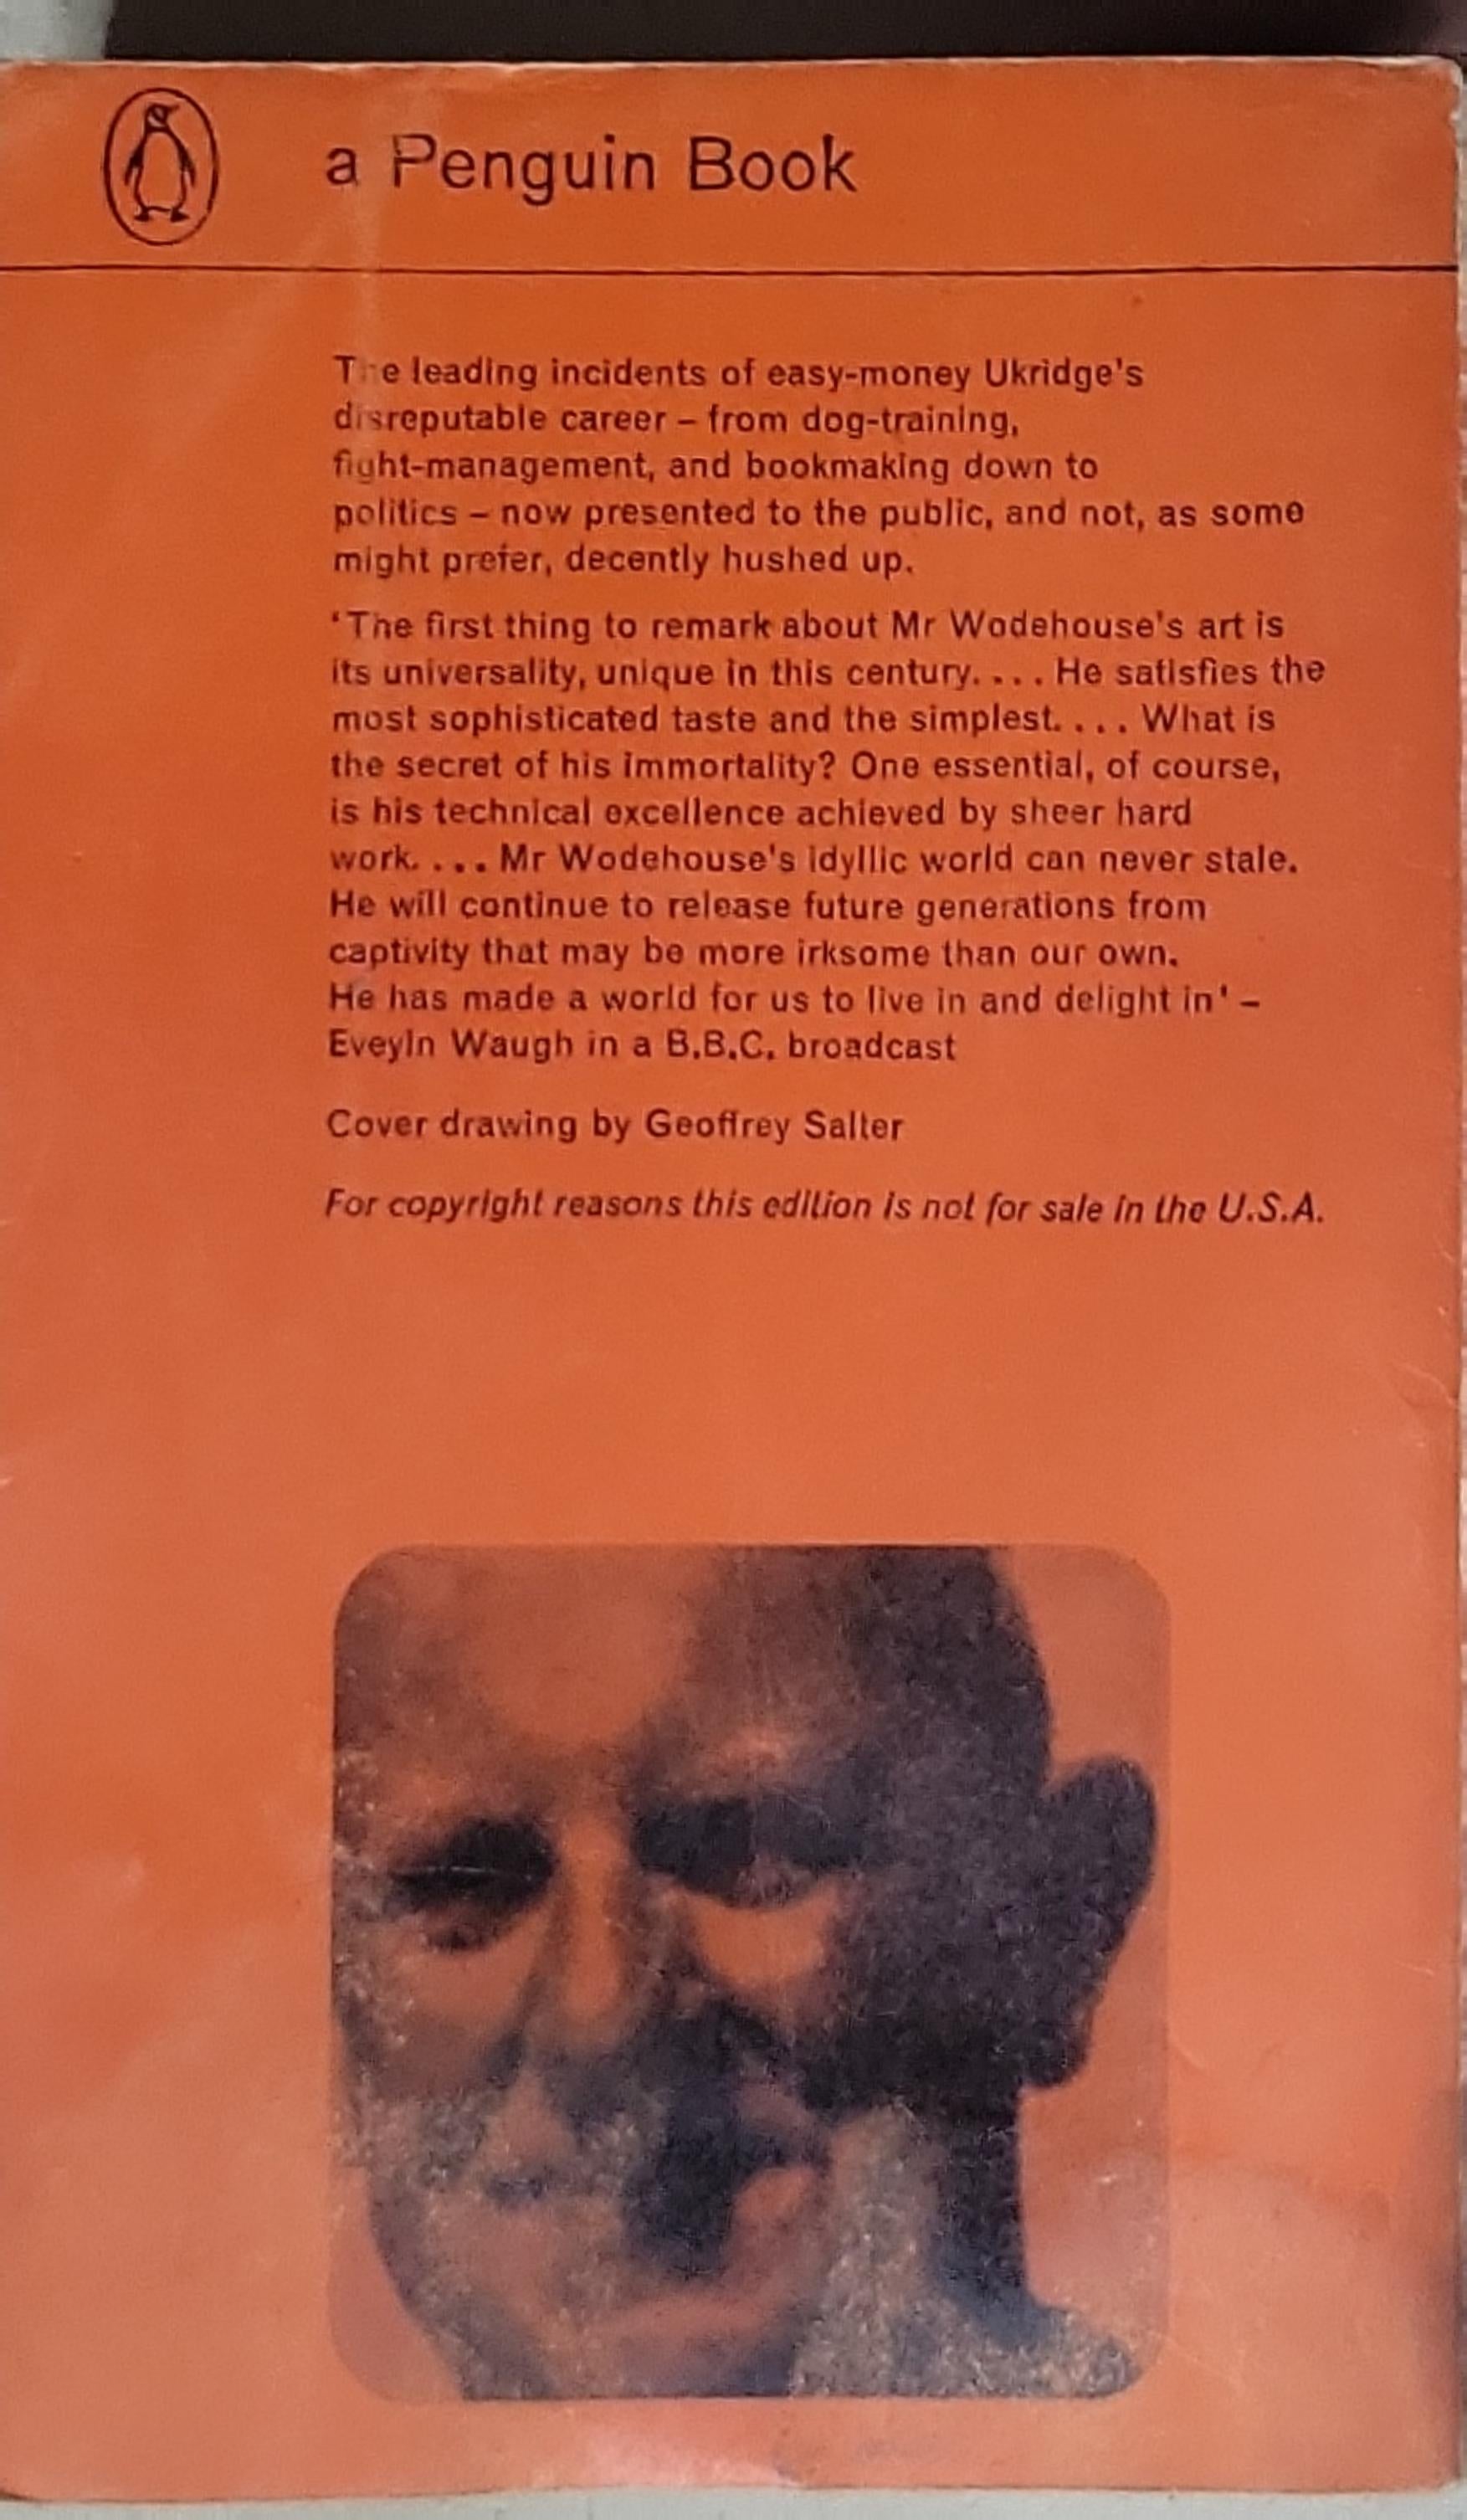 a Penguin Book
The leading incidents of easy-money Ukridge's
disreputable career – from dog-training,
fight-management, and bookmaking down to
politics – now presented to the public, and not, as some
might prefer, decently hushed up.
‘The first thing to remark about Mr Wodehouse's art is
its universality, unique in this century. ... He satisfies the
most sophisticated taste and the simplest. ... What is
the secret of his immortality? One essential, of course,
is his technical excellence achieved by sheer hard
work. ... Mr Wodehouse's idyllic world can never stale.
He will continue to release future generations from
captivity that may be more irksome than our own.
He has made a world for us to live in and delight in' –
Eveyln Waugh in a B.B.C. broadcast
Cover drawing by Geoffrey Salter
For copyright reasons this edition is not for sale in the U.S.A.